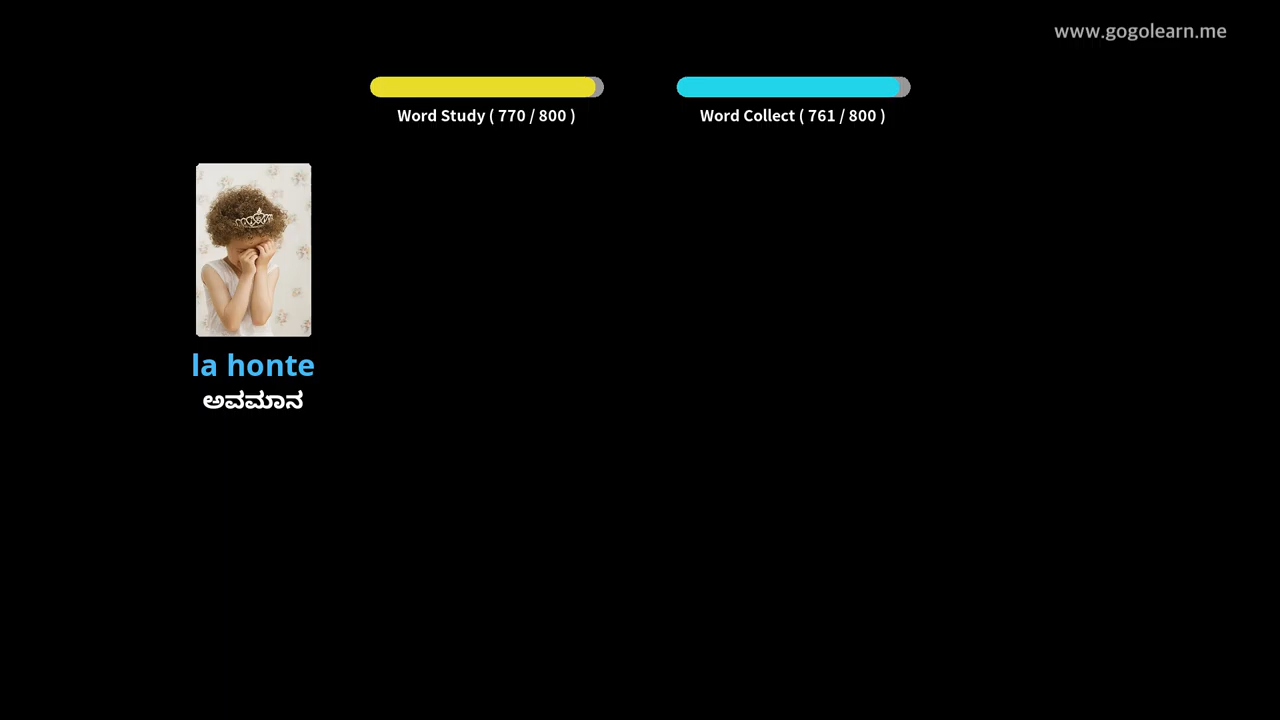 www.gogolearn.me
Word Study ( 770 / 800 )
Word Collect ( 761 / 800 )
la honte
ಅವಮಾನ